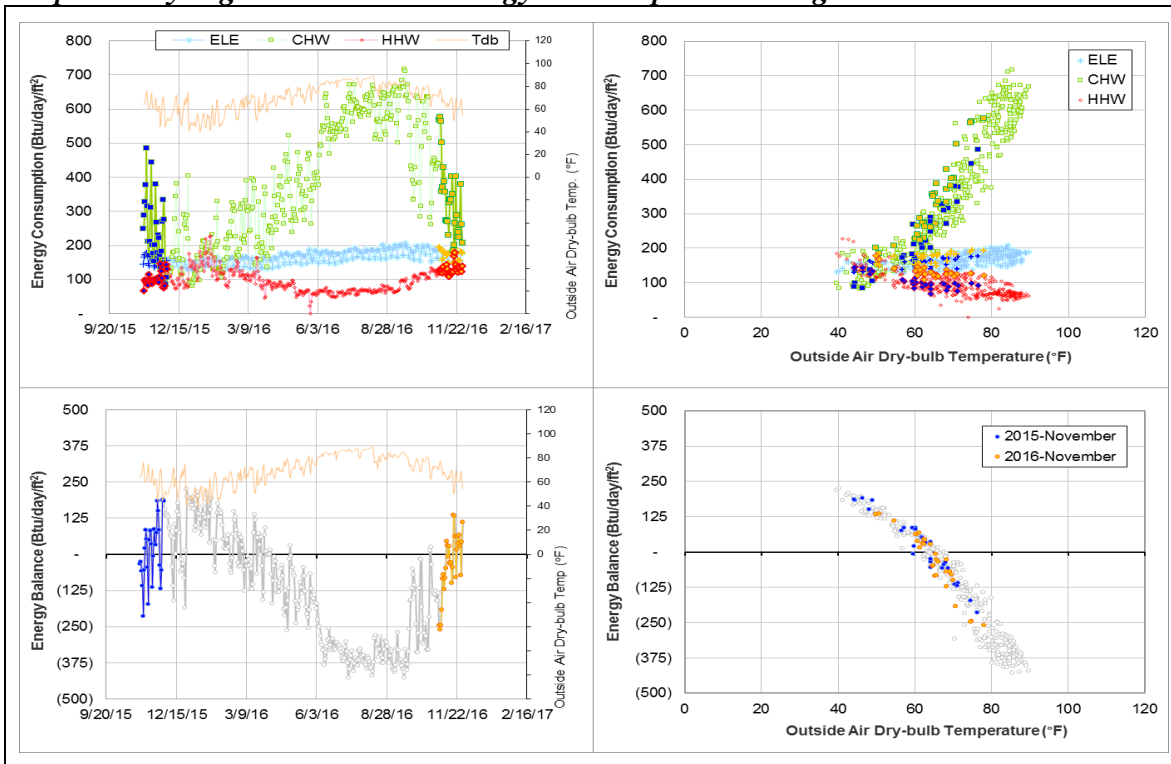 ELE CHW HHW Tdb
Energy Consumption (Btu/day/ft²)
800
700
600
500
400
300
200
100
-
120
100
80
60
40
20
0
Outside Air Dry-bulb Temp. (°F)
9/20/15 12/15/15 3/9/16 6/3/16 8/28/16 11/22/16 2/16/17
Energy Consumption (Btu/day/ft²)
800
700
600
500
400
300
200
100
-
ELE
CHW
HHW
0 20 40 60 80 100 120
Outside Air Dry-bulb Temperature (°F)
Energy Balance (Btu/day/ft²)
500
375
250
125
-
(125)
(250)
(375)
(500)
120
100
80
60
40
20
0
Outside Air Dry-bulb Temp (°F)
9/20/15 12/15/15 3/9/16 6/3/16 8/28/16 11/22/16 2/16/17
Energy Balance (Btu/day/ft²)
500
375
250
125
-
(125)
(250)
(375)
(500)
2015-November
2016-November
0 20 40 60 80 100 120
Outside Air Dry-bulb Temperature (°F)